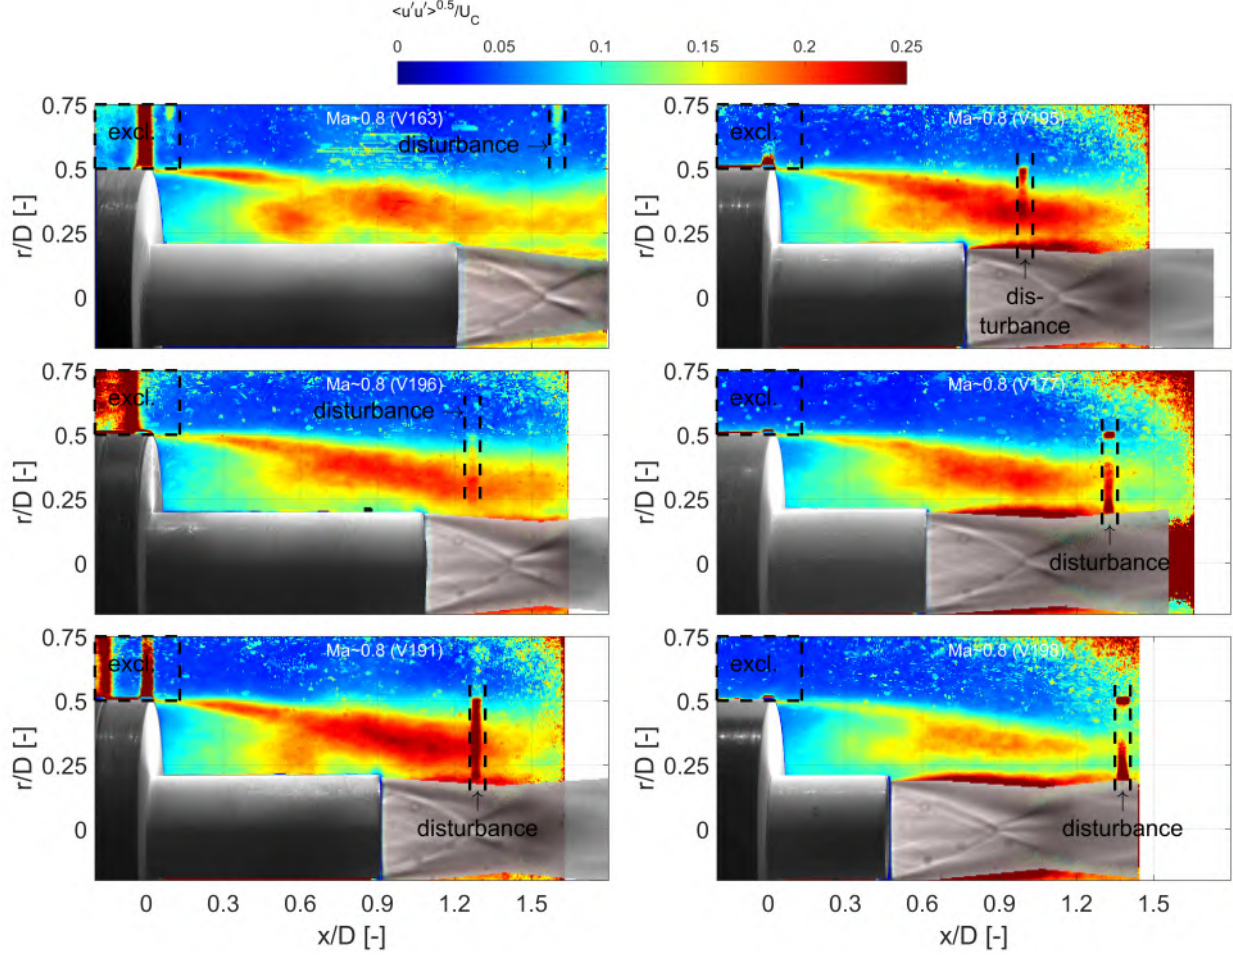 <u'u'>^0.5/U_C
0 0.05 0.1 0.15 0.2 0.25
0.75
0.5
0.25
0
r/D [-]
excl.
Ma~0.8 (V163)
disturbance →
0.75
0.5
0.25
0
r/D [-]
excl.
Ma~0.8 (V195)
↑
dis-
turbance
0.75
0.5
0.25
0
r/D [-]
excl.
Ma~0.8 (V196)
disturbance →
0.75
0.5
0.25
0
r/D [-]
excl.
Ma~0.8 (V177)
↑
disturbance
0.75
0.5
0.25
0
r/D [-]
excl.
Ma~0.8 (V191)
↑
disturbance
0 0.3 0.6 0.9 1.2 1.5
x/D [-]
0.75
0.5
0.25
0
r/D [-]
excl.
Ma~0.8 (V198)
↑
disturbance
0 0.3 0.6 0.9 1.2 1.5
x/D [-]